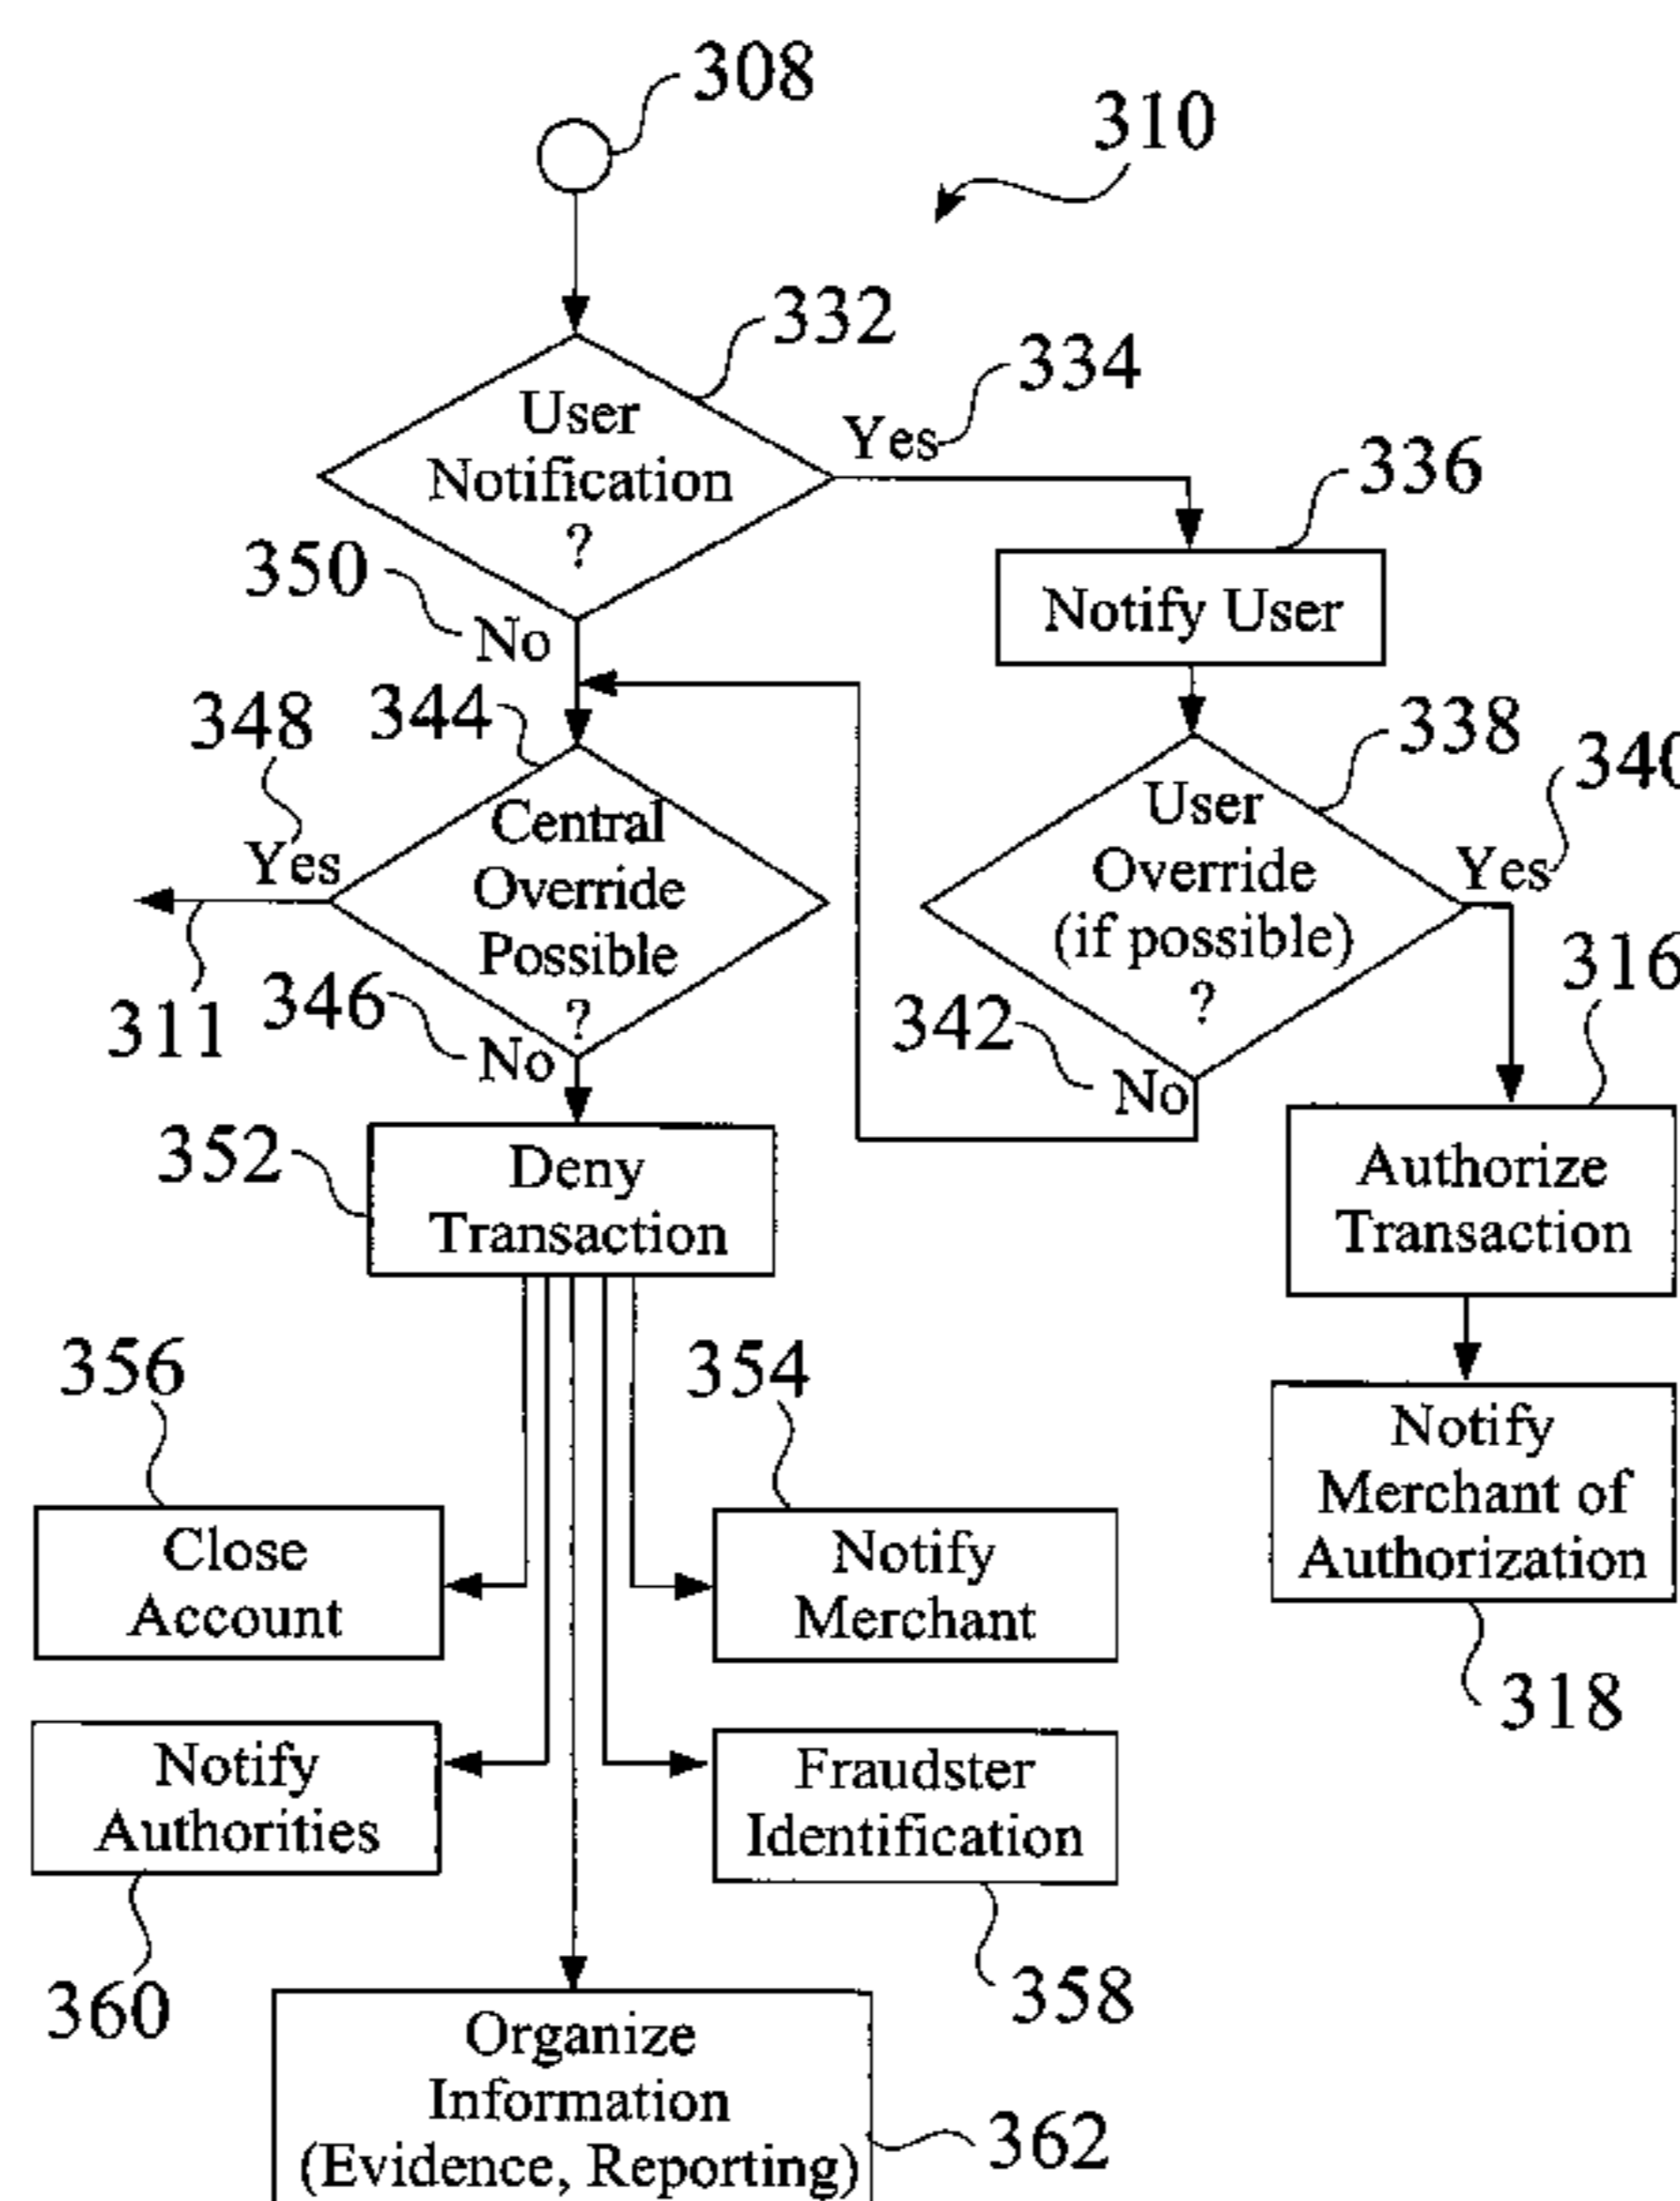 308
310
332
334
User
Notification
?
Yes
336
350
No
Notify User
348
344
338
340
Central
Override
Possible
?
Yes
User
Override
(if possible)
?
Yes
311
346
No
342
No
316
352
Deny
Transaction
Authorize
Transaction
356
354
Close
Account
Notify
Merchant
Notify
Merchant of
Authorization
318
Notify
Authorities
Fraudster
Identification
360
358
Organize
Information
(Evidence, Reporting)
362